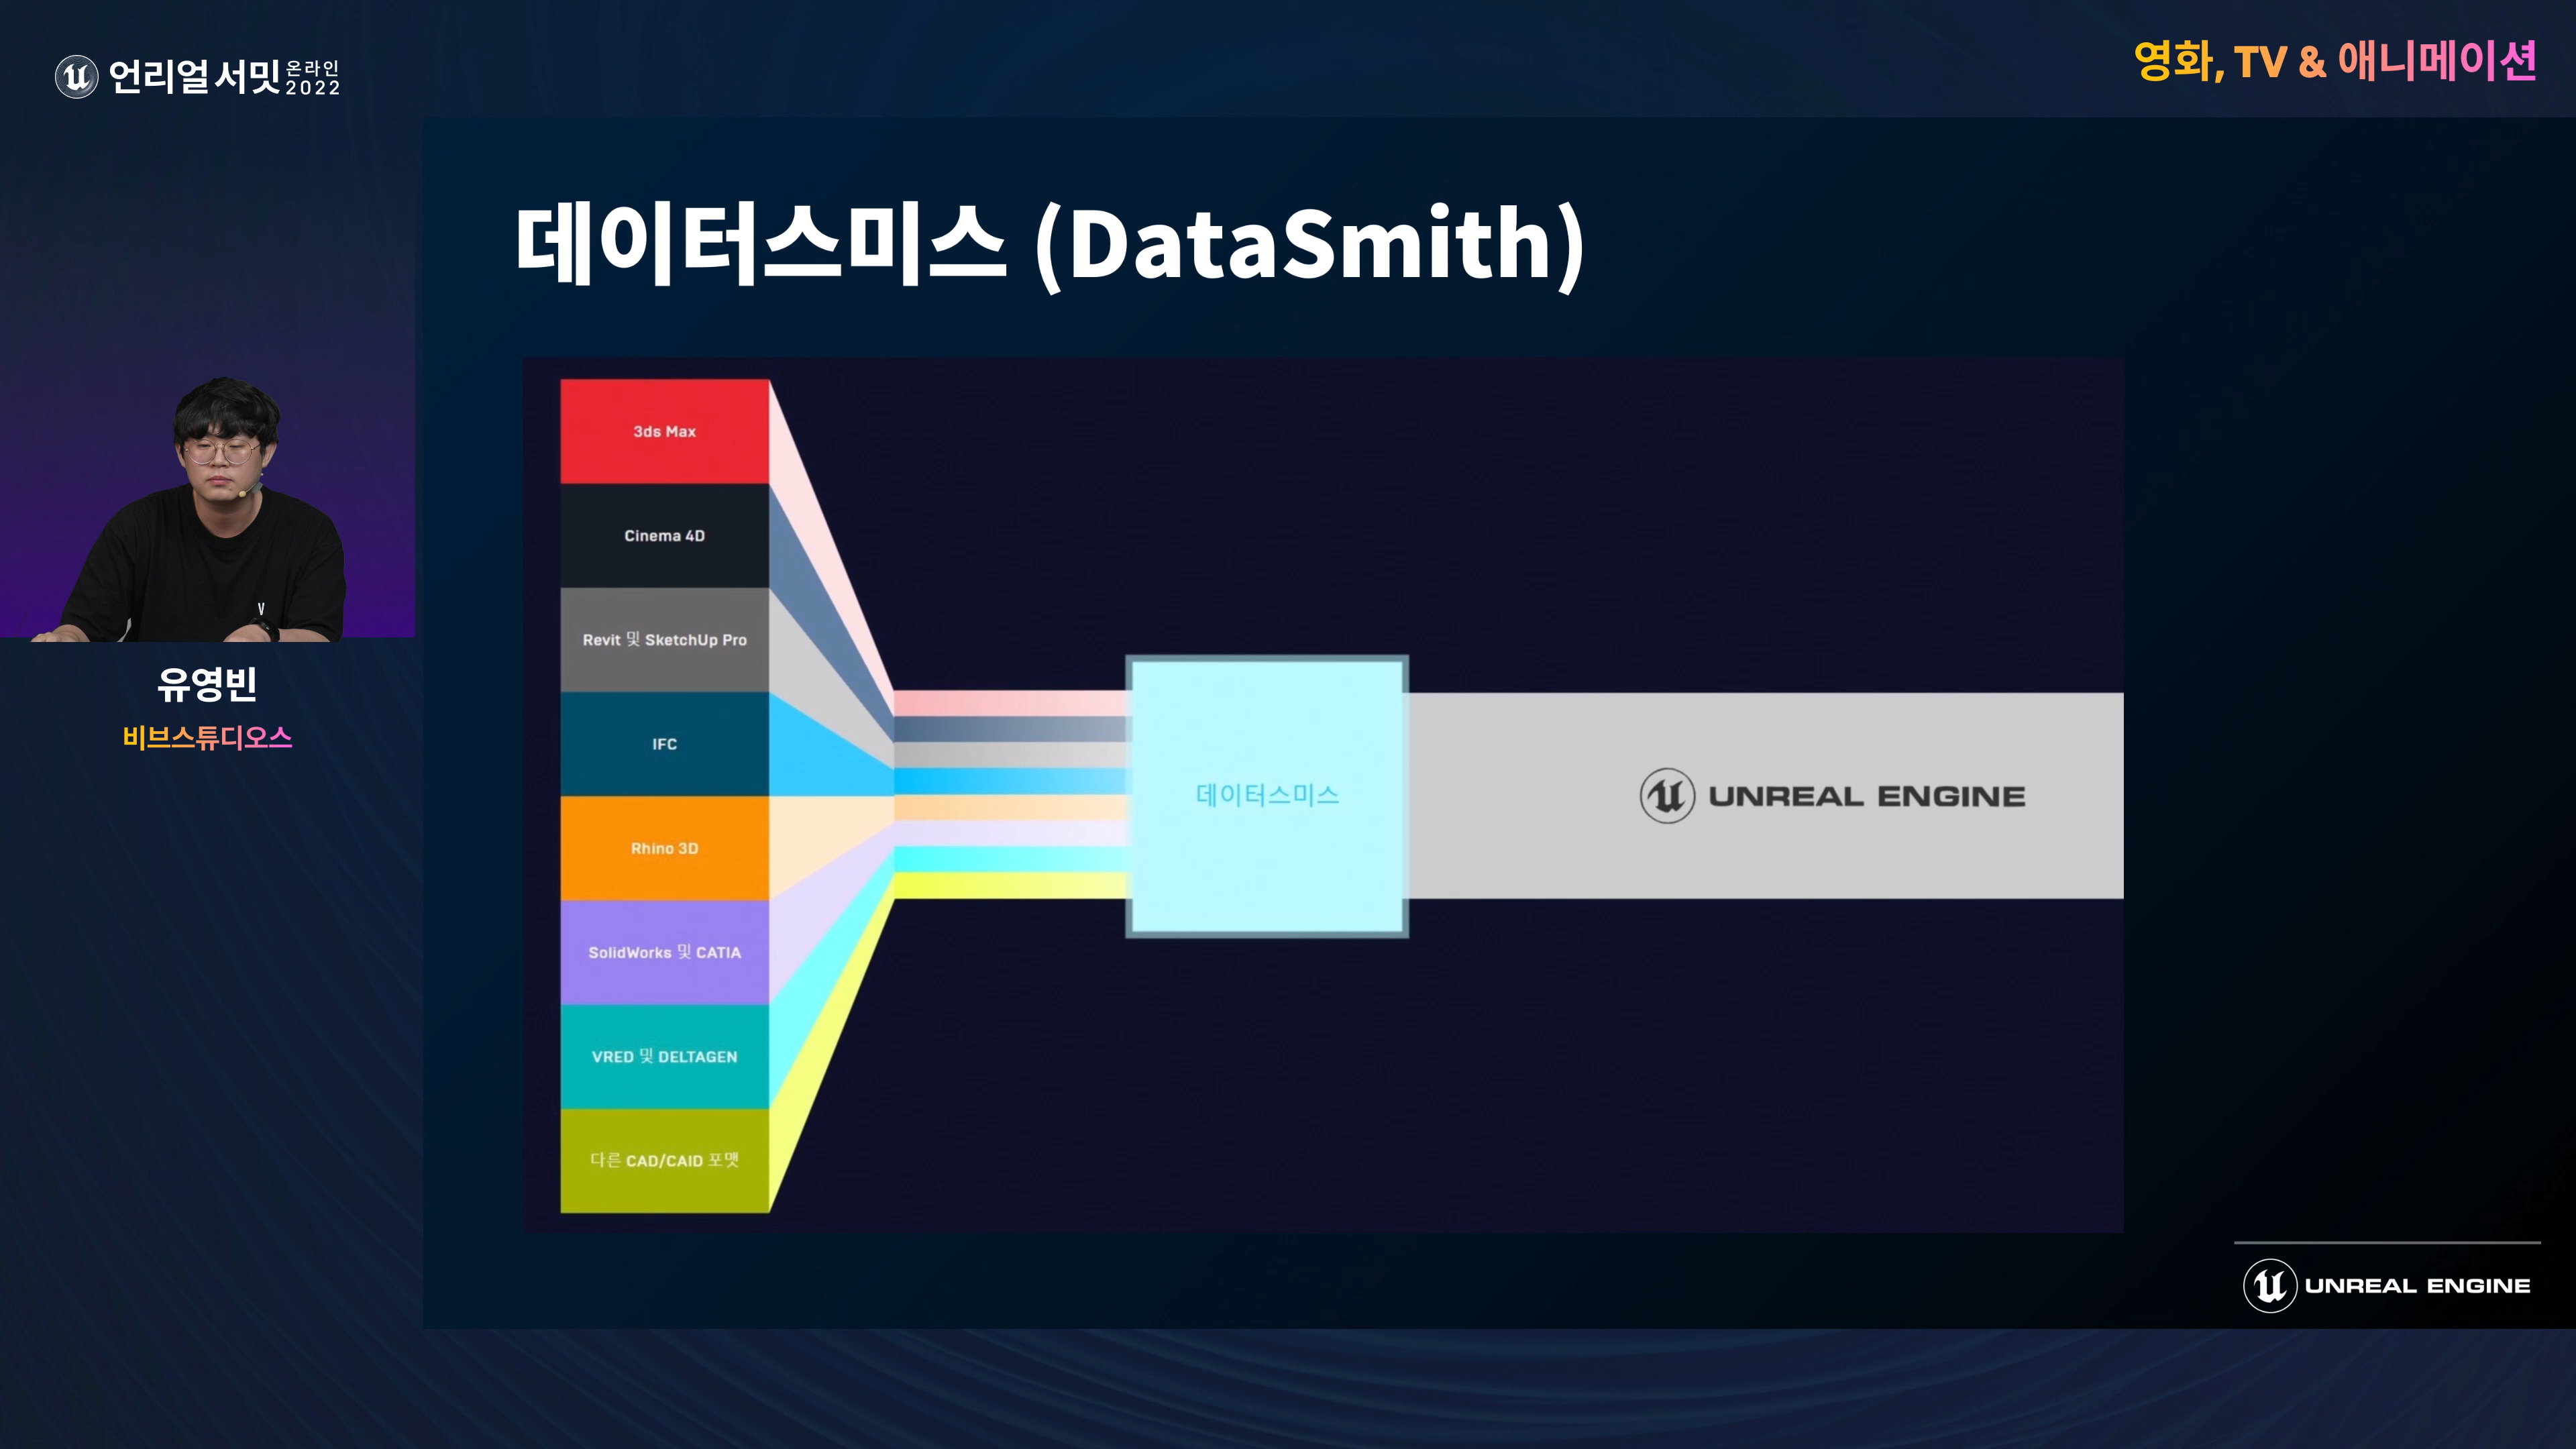 언리얼 서밋 온라인 2022
영화, TV & 애니메이션
데이터스미스 (DataSmith)
3ds Max
Cinema 4D
Revit 및 SketchUp Pro
IFC
Rhino 3D
SolidWorks 및 CATIA
VRED 및 DELTAGEN
다른 CAD/CAID 포맷
데이터스미스
UNREAL ENGINE
V
유영빈
비브스튜디오스
UNREAL ENGINE